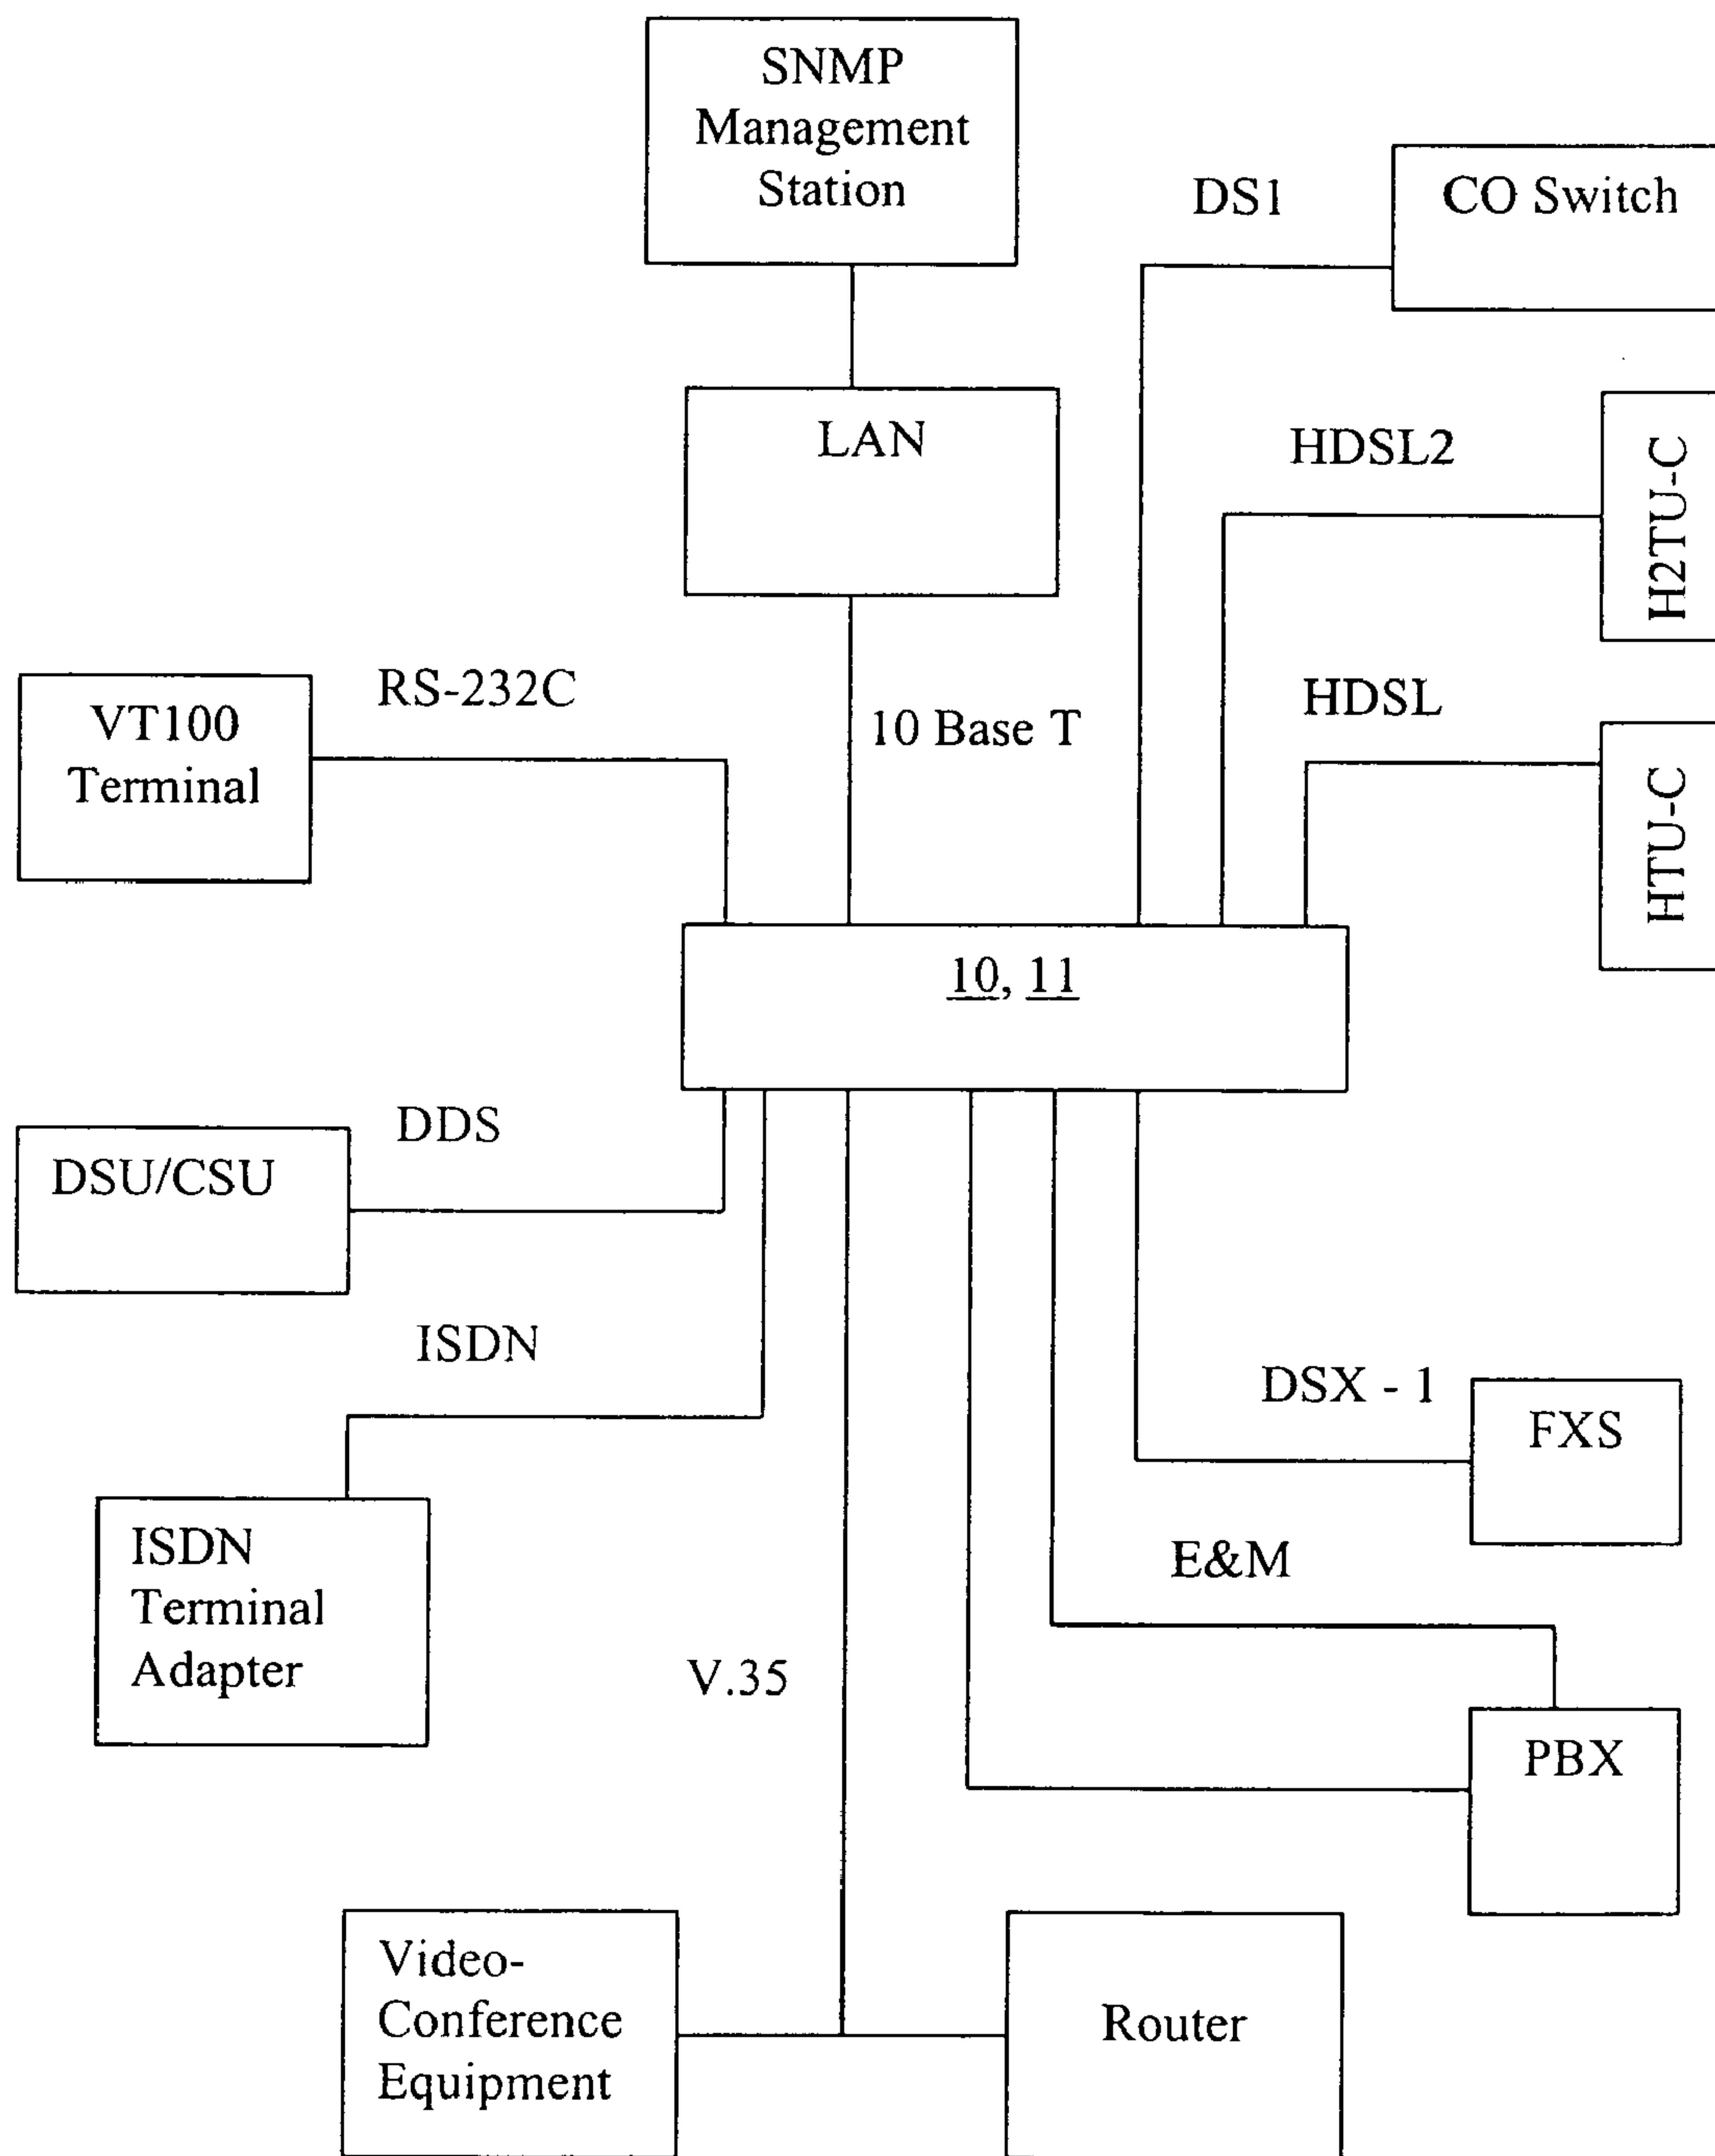 SNMP
Management
Station
DS1
CO Switch
LAN
HDSL2
H2TU-C
RS-232C
HDSL
VT100
Terminal
10 Base T
HTU-C
10, 11
DDS
DSU/CSU
ISDN
DSX - 1
FXS
ISDN
Terminal
Adapter
E&M
V.35
PBX
Video-
Conference
Equipment
Router